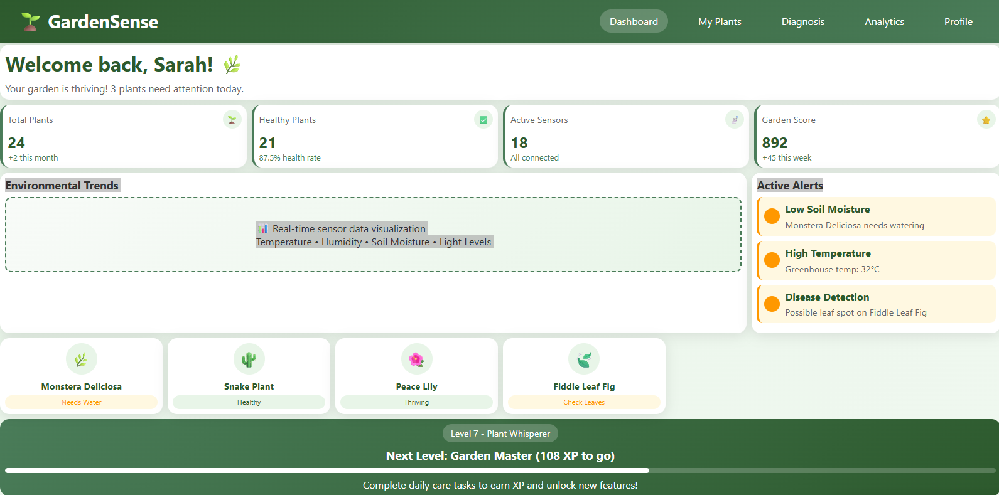 GardenSense
Dashboard
My Plants
Diagnosis
Analytics
Profile
Welcome back, Sarah!
Your garden is thriving! 3 plants need attention today.
Total Plants
24
+2 this month
Healthy Plants
21
87.5% health rate
Active Sensors
18
All connected
Garden Score
892
+45 this week
Environmental Trends
Real-time sensor data visualization
Temperature • Humidity • Soil Moisture • Light Levels
Active Alerts
Low Soil Moisture
Monstera Deliciosa needs watering
High Temperature
Greenhouse temp: 32°C
Disease Detection
Possible leaf spot on Fiddle Leaf Fig
Monstera Deliciosa
Needs Water
Snake Plant
Healthy
Peace Lily
Thriving
Fiddle Leaf Fig
Check Leaves
Level 7 - Plant Whisperer
Next Level: Garden Master (108 XP to go)
Complete daily care tasks to earn XP and unlock new features!